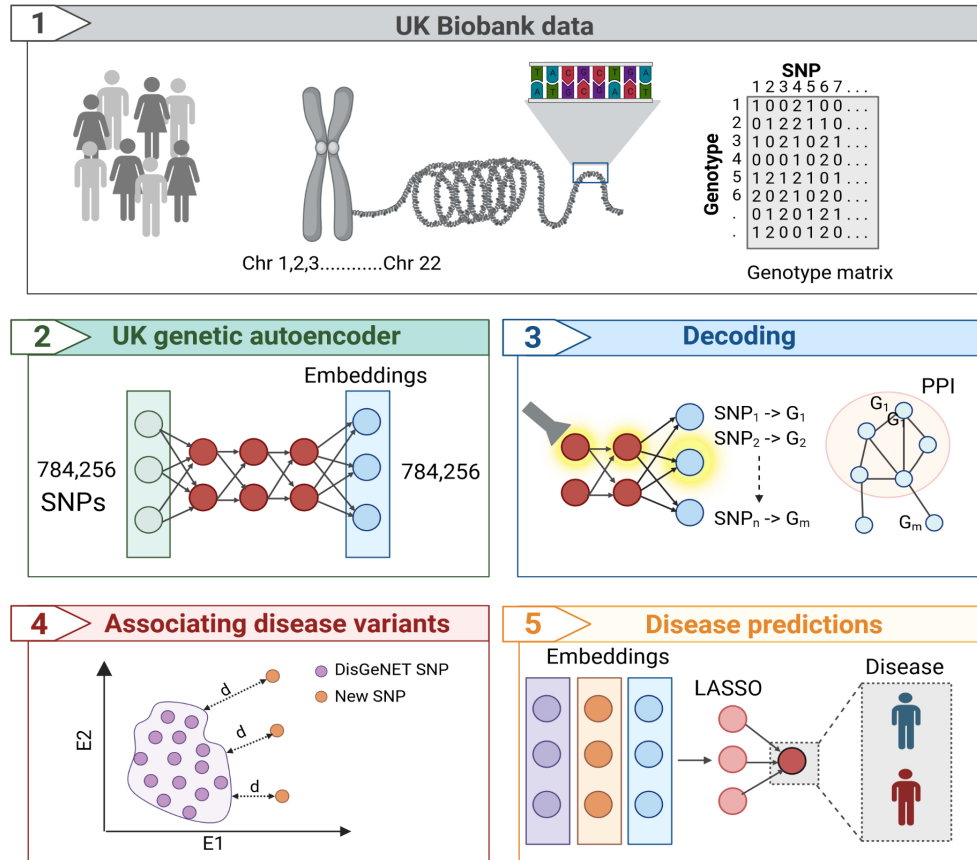 1
UK Biobank data
T A C G C T G A
A T G C G A C T
Chr 1,2,3............Chr 22
SNP
1 2 3 4 5 6 7 . . .
Genotype
1 1 0 0 2 1 0 0 . . .
2 0 1 2 2 1 1 0 . . .
3 1 0 2 1 0 2 1 . . .
4 0 0 0 1 0 2 0 . . .
5 1 2 1 2 1 0 1 . . .
6 2 0 2 1 0 2 0 . . .
. 0 1 2 0 1 2 1 . . .
. 1 2 0 0 1 2 0 . . .
Genotype matrix
2
UK genetic autoencoder
Embeddings
784,256
SNPs
784,256
3
Decoding
SNP₁ -> G₁
SNP₂ -> G₂
SNPₙ -> Gₘ
PPI
G₁
G₁
Gₘ
4
Associating disease variants
DisGeNET SNP
New SNP
d
d
d
E2
E1
5
Disease predictions
Embeddings
LASSO
Disease